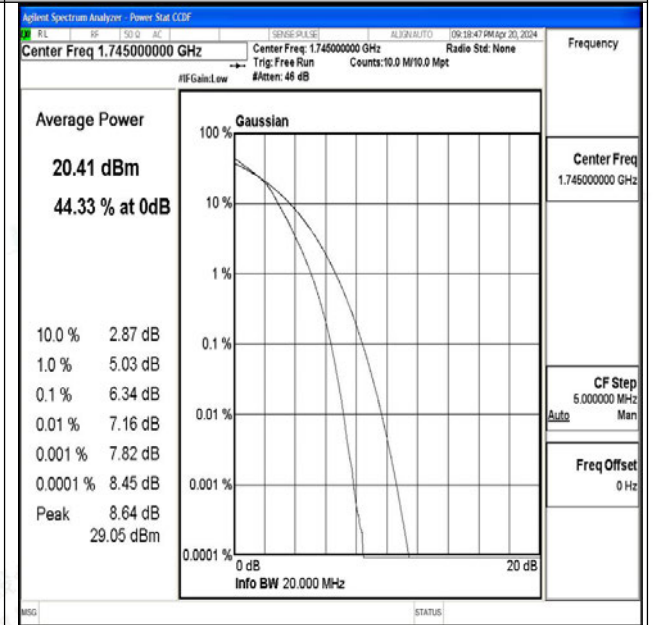 Agilent Spectrum Analyzer - Power Stat CCDF
RL RF 50 Ω AC SENSE:PULSE ALIGN AUTO 09:18:47 PM Apr 20, 2024
Center Freq 1.745000000 GHz
Center Freq: 1.745000000 GHz Radio Std: None
Trig: Free Run Counts:10.0 M/10.0 Mpt
#IFGain:Low #Atten: 46 dB
Frequency
Average Power
20.41 dBm
44.33 % at 0dB
10.0 % 2.87 dB
1.0 % 5.03 dB
0.1 % 6.34 dB
0.01 % 7.16 dB
0.001 % 7.82 dB
0.0001 % 8.45 dB
Peak 8.64 dB
29.05 dBm
Gaussian
100 %
10 %
1 %
0.1 %
0.01 %
0.001 %
0.0001 %
0 dB 20 dB
Info BW 20.000 MHz
Center Freq
1.745000000 GHz
CF Step
5.000000 MHz
Auto Man
Freq Offset
0 Hz
MSG STATUS